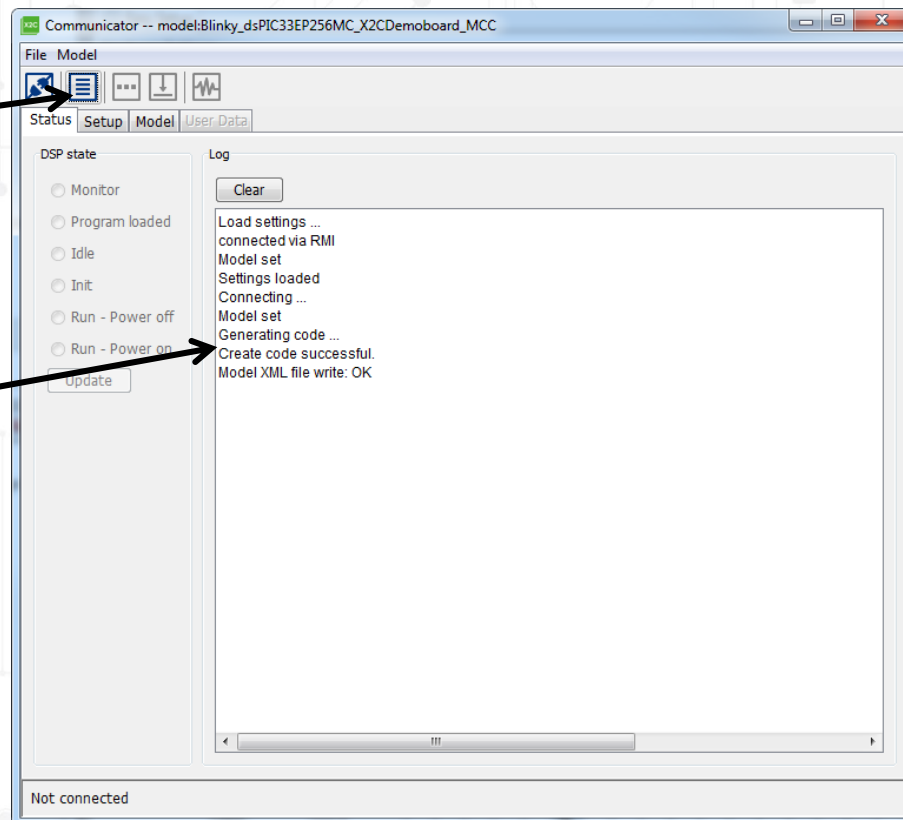 X2C Communicator -- model:Blinky_dsPIC33EP256MC_X2CDemoboard_MCC
File Model
Status Setup Model User Data
DSP state
Monitor
Program loaded
Idle
Init
Run - Power off
Run - Power on
Update
Log
Clear
Load settings ...
connected via RMI
Model set
Settings loaded
Connecting ...
Model set
Generating code ...
Create code successful.
Model XML file write: OK
Not connected